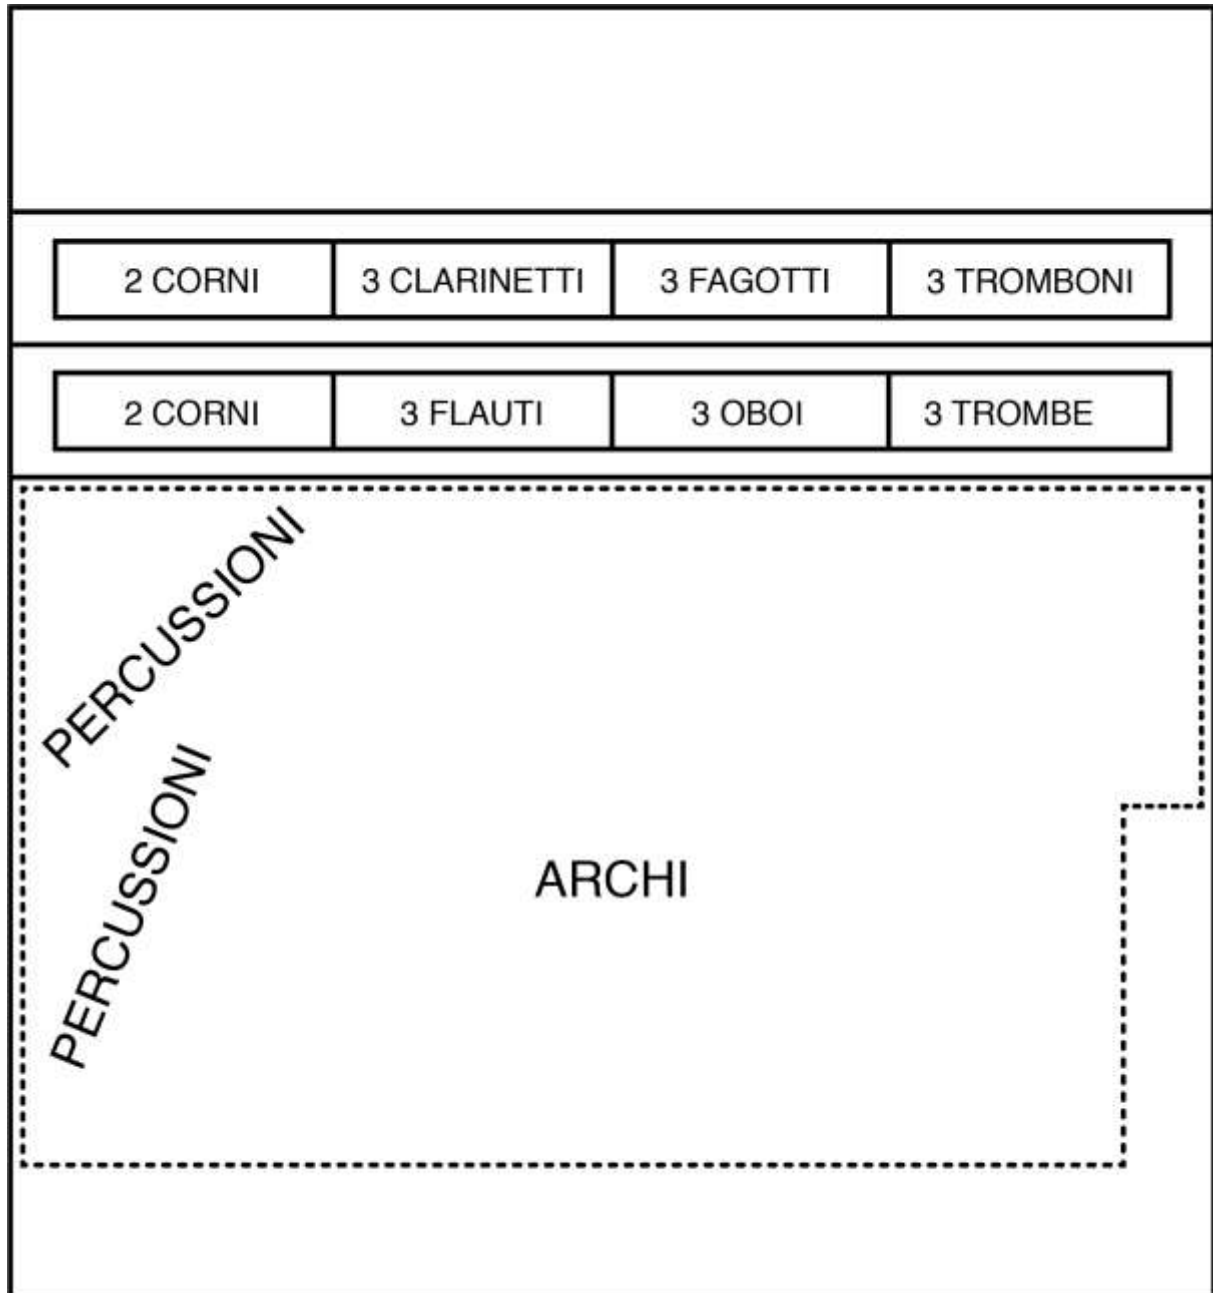 2 CORNI
3 CLARINETTI
3 FAGOTTI
3 TROMBONI
2 CORNI
3 FLAUTI
3 OBOI
3 TROMBE
PERCUSSIONI
PERCUSSIONI
ARCHI